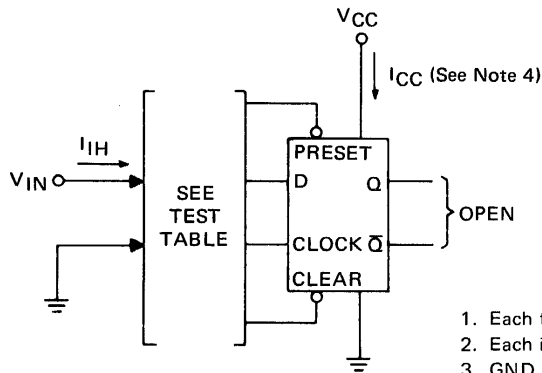 VCC
ICC (See Note 4)
IIH
VIN
SEE
TEST
TABLE
PRESET
D Q
CLOCK Q̅
CLEAR
OPEN
1. Each
2. Each
3. GND